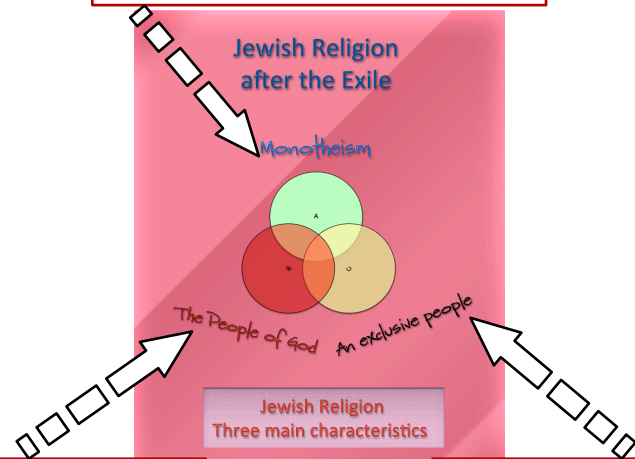 Jewish Religion
after the Exile
Monotheism
A
B
C
The People of God
An exclusive people
Jewish Religion
Three main characteristics